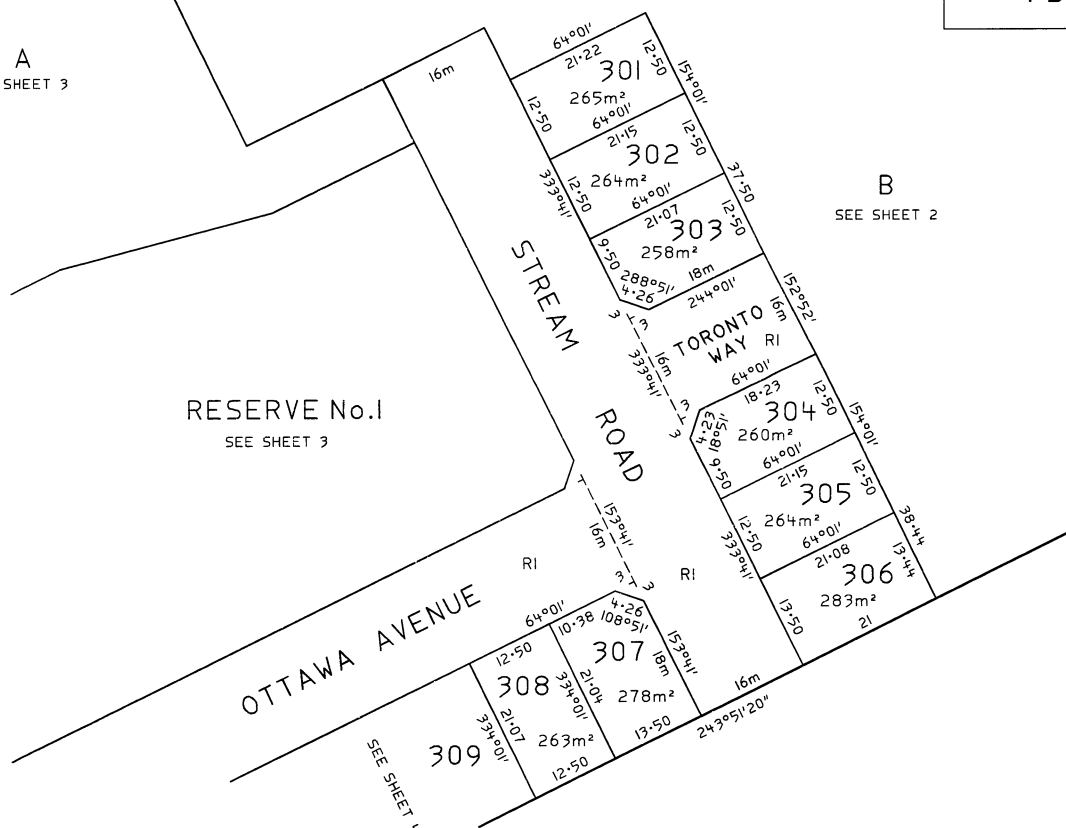 A
SHEET 3
16m
64°01'
21·22
301
12·50
154°01'
12·50
265m²
64°01'
21·15
302
12·50
333°41'
12·50
264m²
64°01'
37·50
21·07
303
12·50
9·50
258m²
288°51'
4·26
18m
244°01'
B
SEE SHEET 2
STREAM
ROAD
3
3
16m
333°41'
TORONTO
WAY
R1
16m
152°52'
64°01'
3
3
18·23
304
12·50
154°01'
4·23
18°51'
260m²
9·50
64°01'
21·15
305
12·50
12·50
264m²
333°41'
64°01'
38·44
21·08
306
13·44
283m²
13·50
21
RESERVE No.1
SEE SHEET 3
153°41'
16m
R1
R1
3
3
OTTAWA AVENUE
64°01'
4·26
108°51'
10·38
307
153°41'
18m
278m²
13·50
12·50
308
334°01'
21·04
263m²
12·50
21·07
334°01'
309
SEE SHEET
16m
243°51'20"